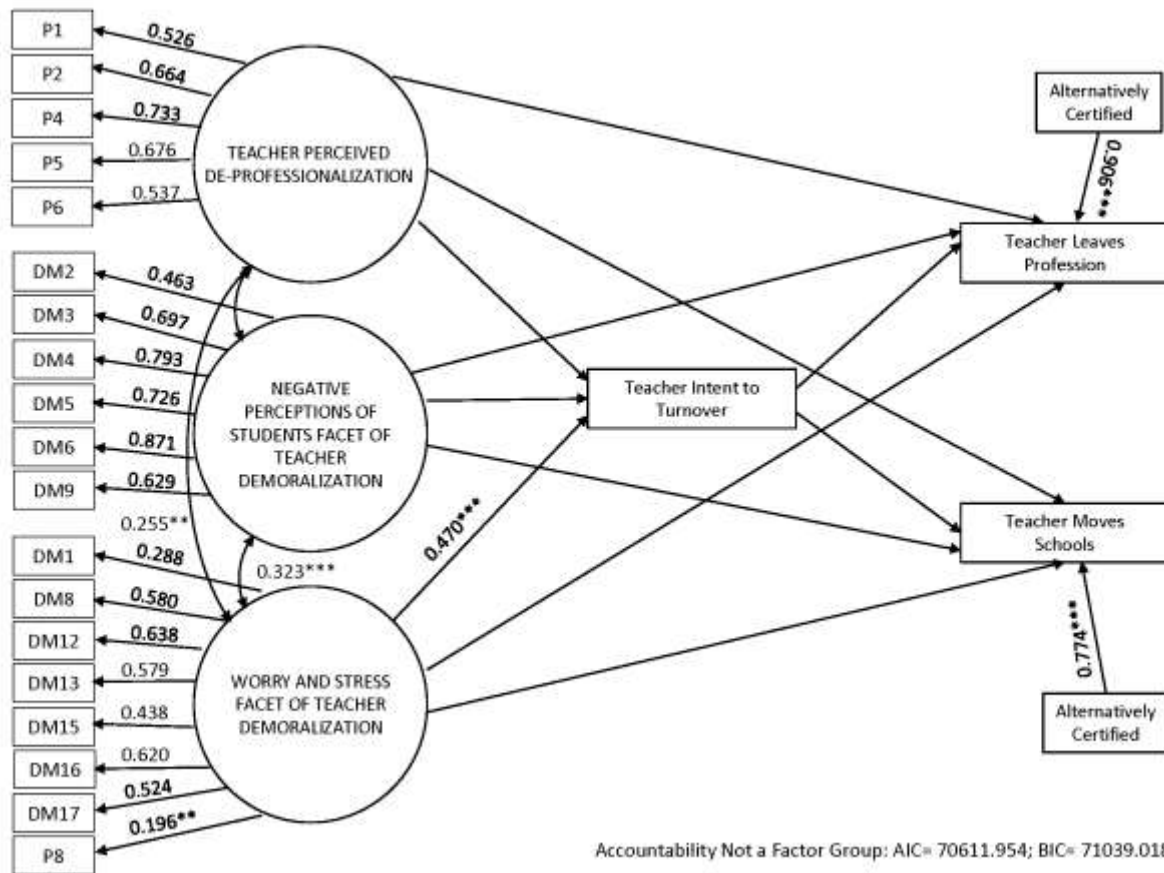 P1
0.526
P2
0.664
P4
0.733
P5
0.676
P6
0.537
TEACHER PERCEIVED
DE-PROFESSIONALIZATION
Alternatively
Certified
0.906***
Teacher Leaves
Profession
DM2
0.463
DM3
0.697
DM4
0.793
DM5
0.726
DM6
0.871
DM9
0.629
NEGATIVE
PERCEPTIONS OF
STUDENTS FACET OF
TEACHER
DEMORALIZATION
Teacher Intent to
Turnover
0.255**
0.323***
0.470***
Teacher Moves
Schools
0.774***
Alternatively
Certified
DM1
0.288
DM8
0.580
DM12
0.638
DM13
0.579
DM15
0.438
DM16
0.620
DM17
0.524
P8
0.196**
WORRY AND STRESS
FACET OF TEACHER
DEMORALIZATION
Accountability Not a Factor Group: AIC= 70611.954; BIC= 71039.018